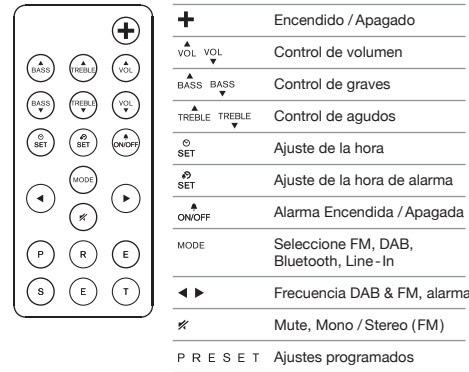 BASS TREBLE VOL
BASS TREBLE VOL
SET SET ON/OFF
MODE
P R E
S E T
Encendido / Apagado
VOL VOL Control de volumen
BASS BASS Control de graves
TREBLE TREBLE Control de agudos
SET Ajuste de la hora
SET Ajuste de la hora de alarma
ON/OFF Alarma Encendida / Apagada
MODE Seleccione FM, DAB,
Bluetooth, Line-In
Frecuencia DAB & FM, alarma
Mute, Mono / Stereo (FM)
P R E S E T Ajustes programados